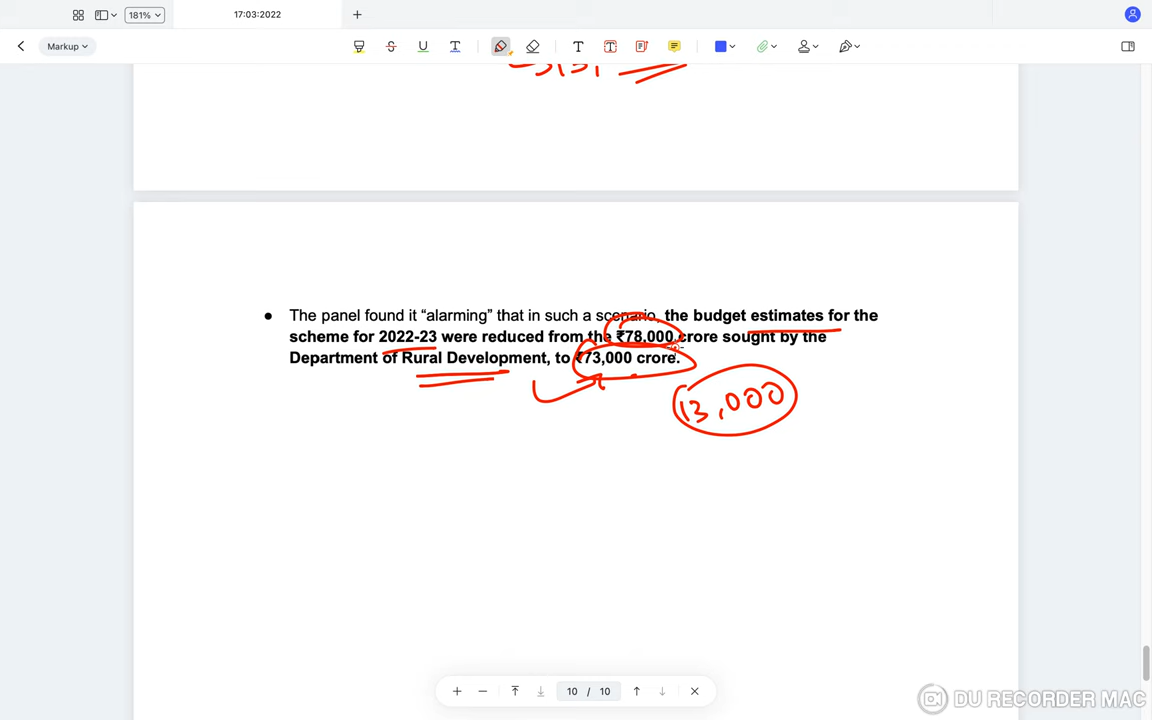 181%
17:03:2022
Markup
The panel found it “alarming” that in such a scenario, the budget estimates for the
scheme for 2022-23 were reduced from the ₹78,000 crore sought by the
Department of Rural Development, to ₹73,000 crore.
13,000
10 / 10
DU RECORDER MAC